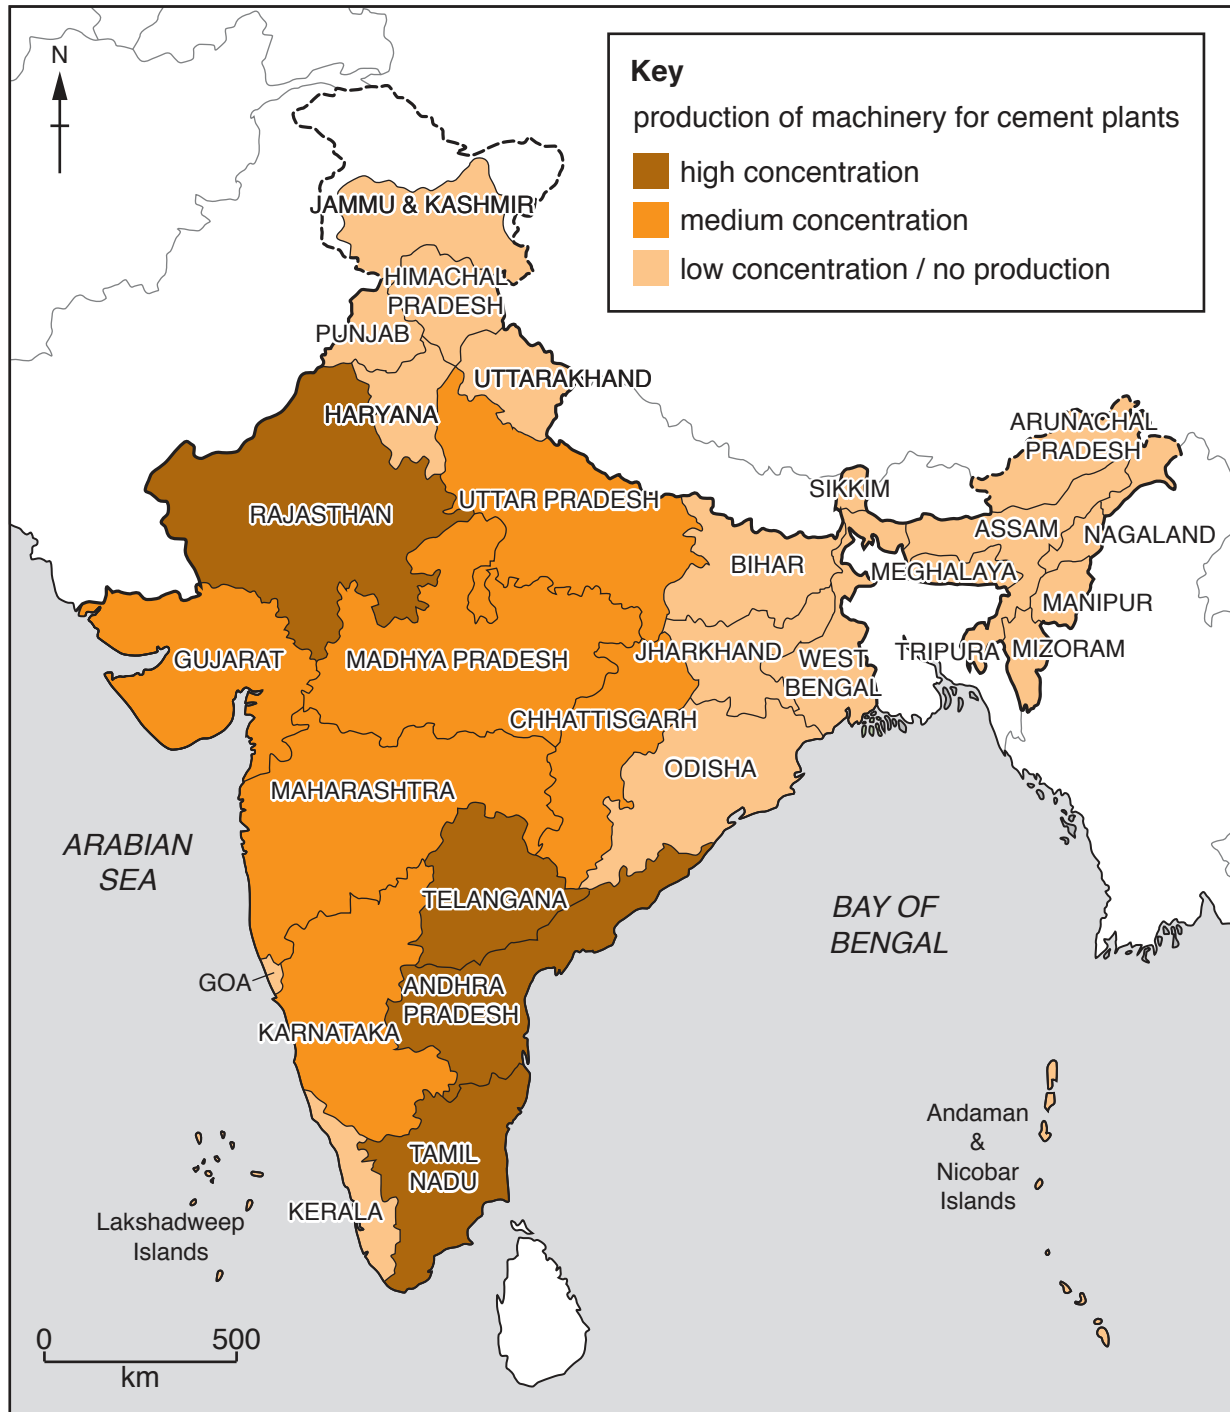 N
Key
production of machinery for cement plants
high concentration
medium concentration
low concentration / no production
JAMMU & KASHMIR
HIMACHAL
PRADESH
PUNJAB
UTTARAKHAND
HARYANA
ARUNACHAL
PRADESH
SIKKIM
UTTAR PRADESH
RAJASTHAN
ASSAM
NAGALAND
BIHAR
MEGHALAYA
MANIPUR
GUJARAT
MADHYA PRADESH
JHARKHAND
WEST
BENGAL
TRIPURA
MIZORAM
CHHATTISGARH
ODISHA
MAHARASHTRA
ARABIAN
SEA
TELANGANA
BAY OF
BENGAL
GOA
ANDHRA
PRADESH
KARNATAKA
Andaman
&
Nicobar
Islands
TAMIL
NADU
KERALA
Lakshadweep
Islands
0 500
km